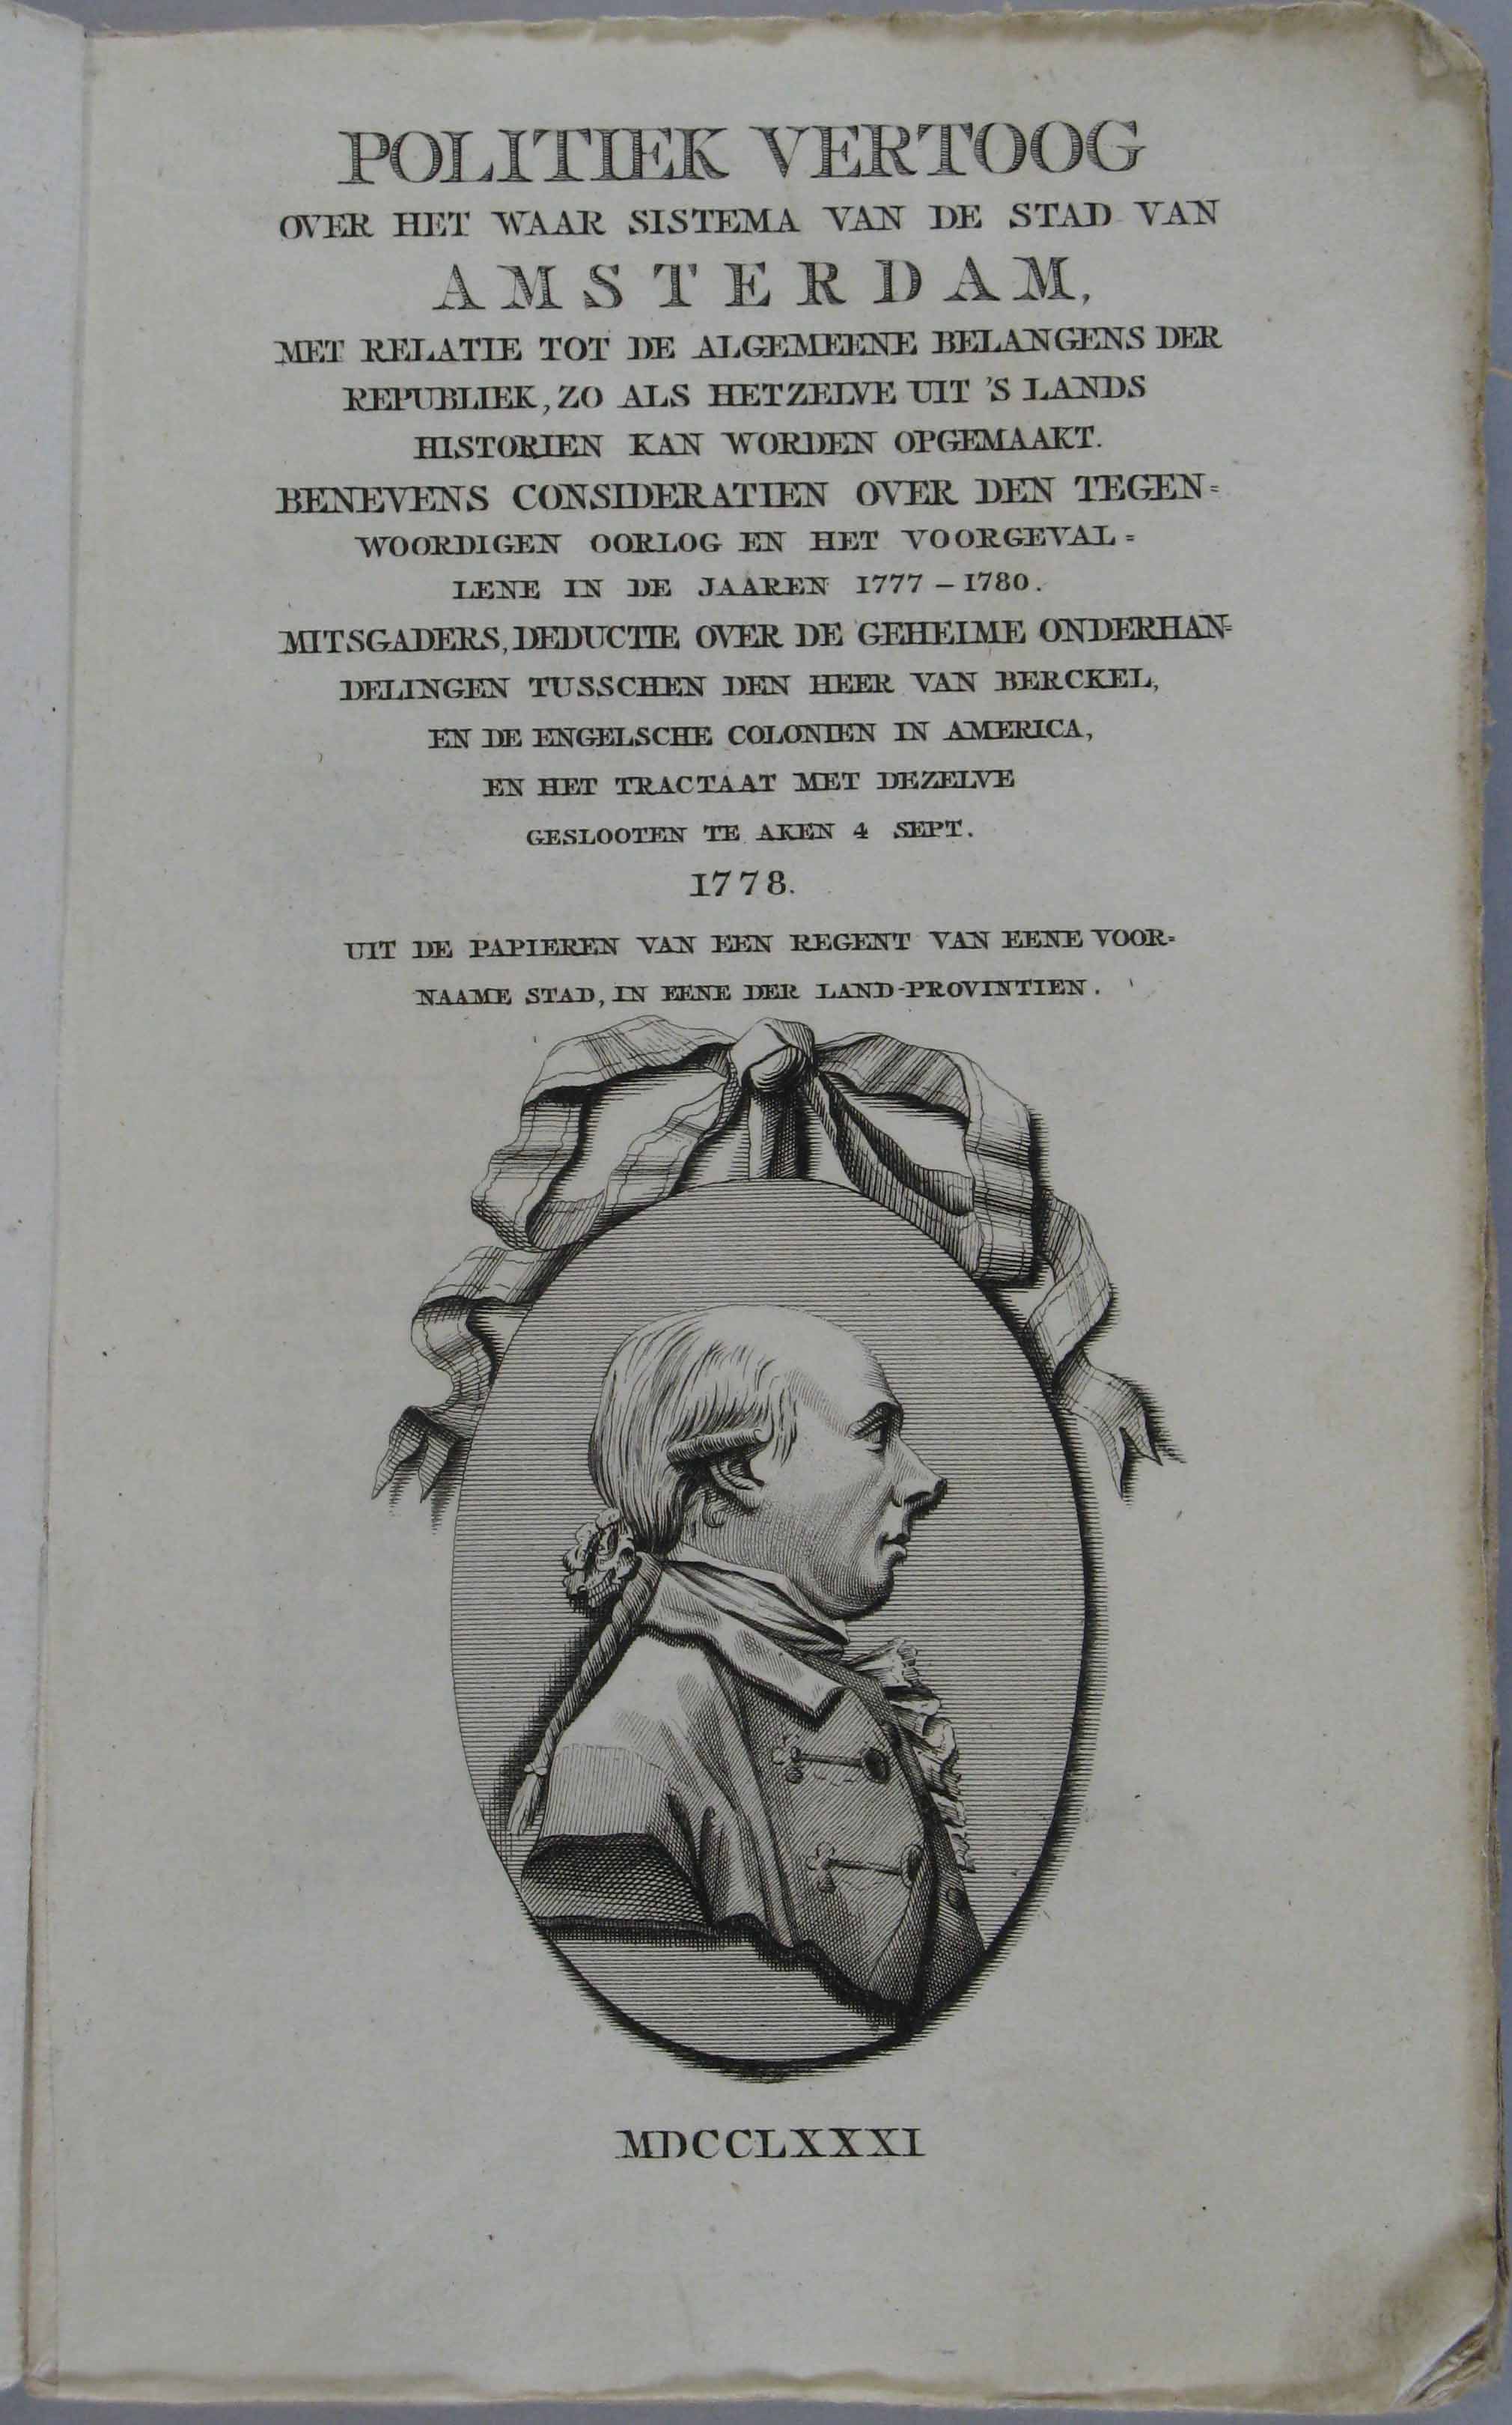 POLITIEK VERTOOG
OVER HET WAAR SISTEMA VAN DE STAD VAN
AMSTERDAM,
MET RELATIE TOT DE ALGEMEENE BELANGENS DER
REPUBLIEK, ZO ALS HETZELVE UIT 'S LANDS
HISTORIEN KAN WORDEN OPGEMAAKT.
BENEVENS CONSIDERATIEN OVER DEN TEGEN=
WOORDIGEN OORLOG EN HET VOORGEVAL=
LENE IN DE JAAREN 1777-1780.
MITSGADERS, DEDUCTIE OVER DE GEHEIME ONDERHAN=
DELINGEN TUSSCHEN DEN HEER VAN BERCKEL,
EN DE ENGELSCHE COLONIEN IN AMERICA,
EN HET TRACTAAT MET DEZELVE
GESLOOTEN TE AKEN 4 SEPT.
1778.
UIT DE PAPIEREN VAN EEN REGENT VAN EENE VOOR=
NAAME STAD, IN EENE DER LAND-PROVINTIEN.
MDCCLXXXI